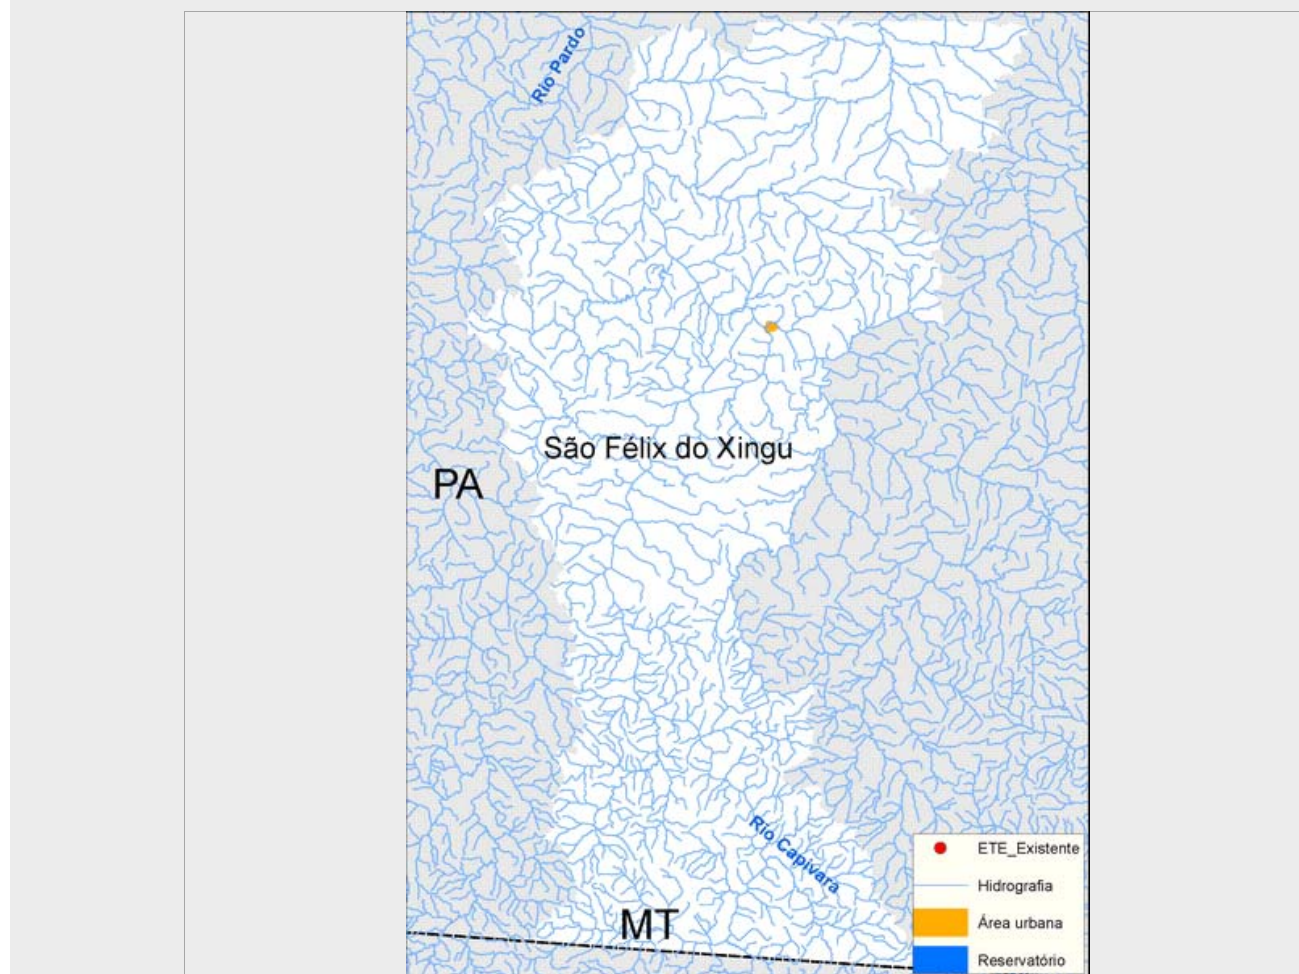 Rio Pardo
São Félix do Xingu
PA
Rio Capivara
MT
ETE_Existente
Hidrografia
Área urbana
Reservatório